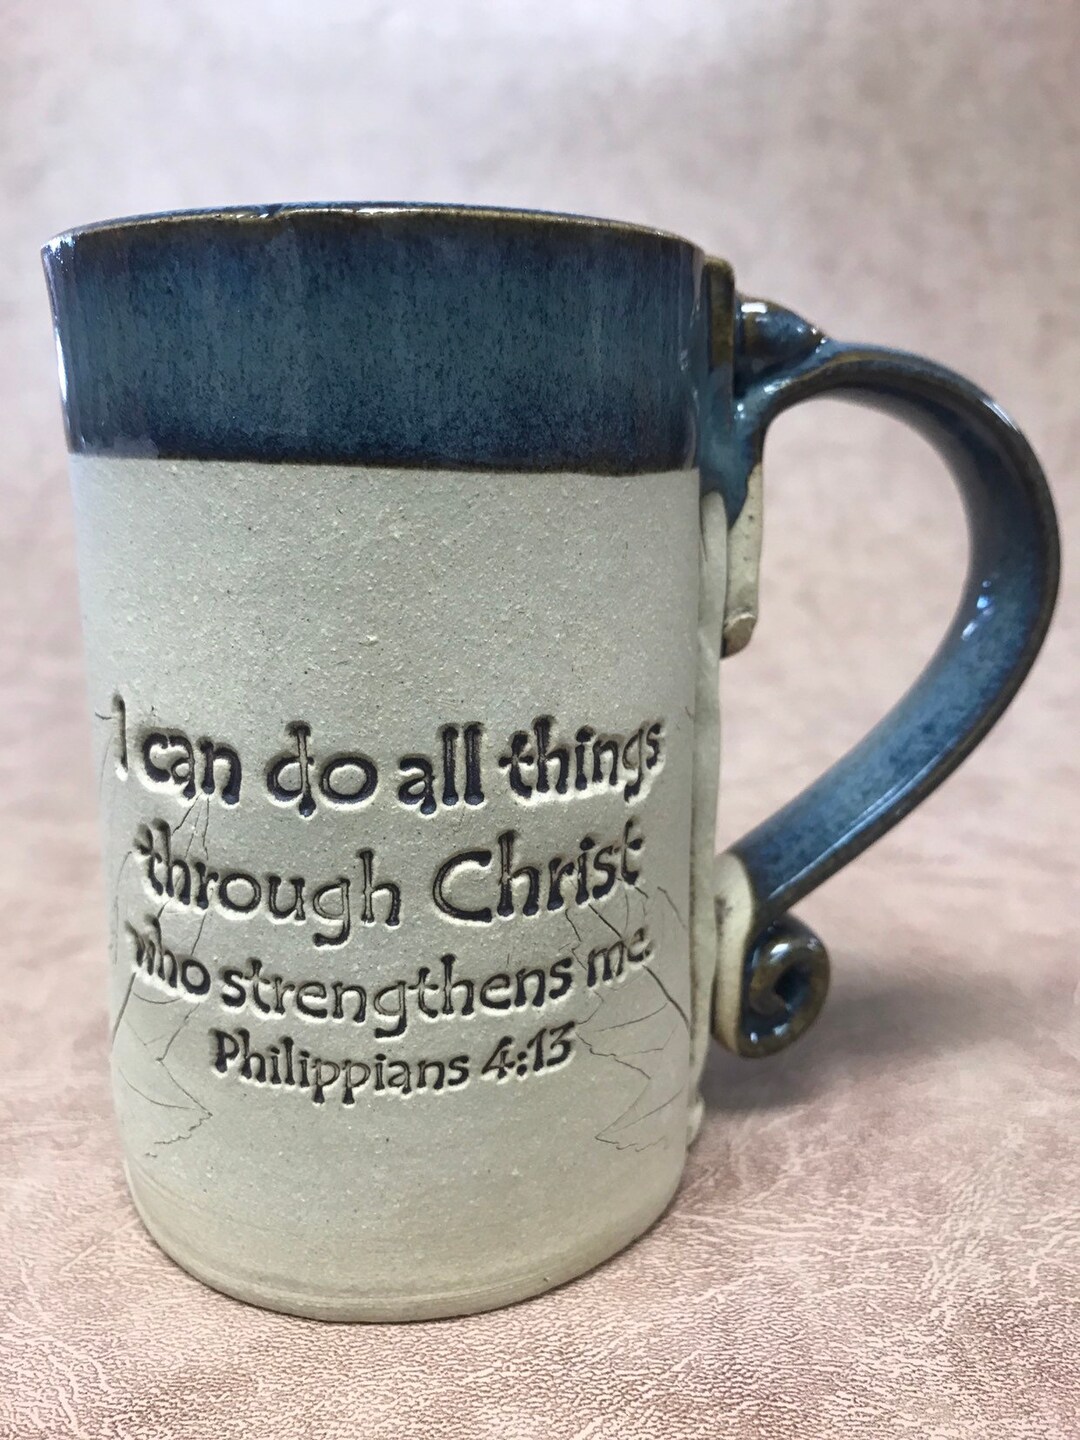 I can do all things
through Christ
who strengthens me.
Philippians 4:13